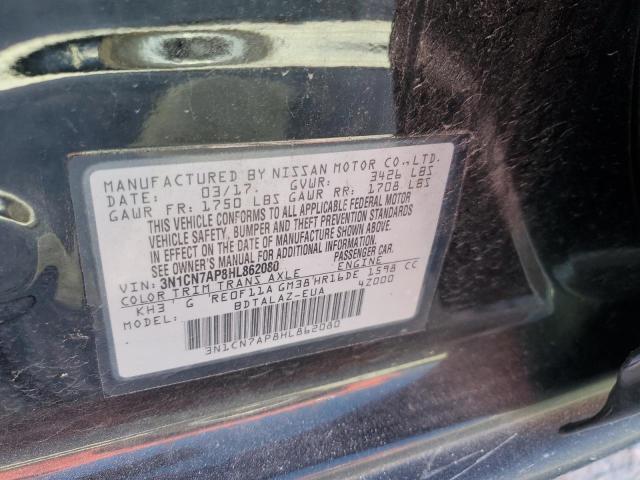 MANUFACTURED BY NISSAN MOTOR CO.,LTD.
DATE: 03/17. GVWR: 3426 LBS
GAWR FR: 1750 LBS GAWR RR: 1708 LBS
THIS VEHICLE CONFORMS TO ALL APPLICABLE FEDERAL MOTOR
VEHICLE SAFETY, BUMPER AND THEFT PREVENTION STANDARDS
IN EFFECT ON THE DATE OF MANUFACTURE SHOWN ABOVE.
SEE OWNER'S MANUAL FOR ADDITIONAL INFORMATION.
VIN: 3N1CN7AP8HL862080 PASSENGER CAR.
COLOR TRIM TRANS AXLE
KH3 G RE0F11A GM38 HR16DE 1598 CC
MODEL: BDTALAZ-EUA 4Z000
3N1CN7AP8HL862080